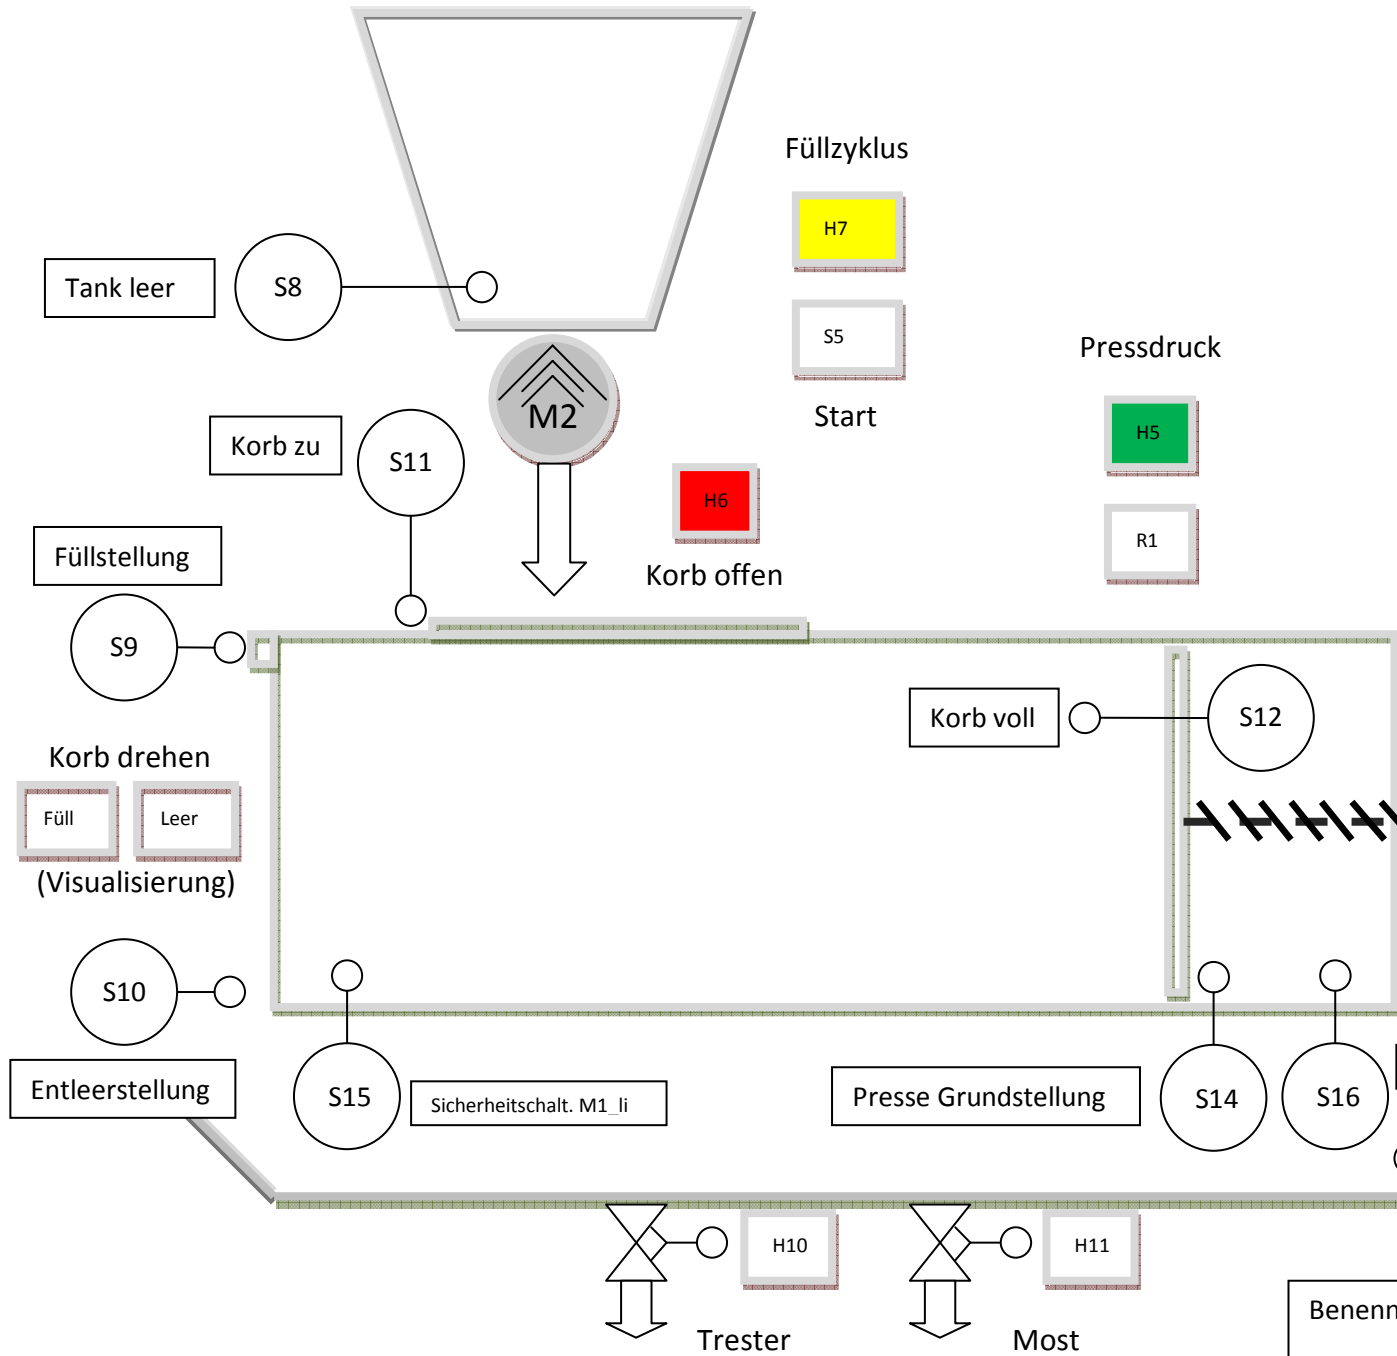 Füllzyklus
H7
Tank leer
S8
S5
Pressdruck
Start
M2
H5
Korb zu
S11
H6
R1
Füllstellung
Korb offen
S9
Korb voll
S12
Korb drehen
Füll
Leer
(Visualisierung)
S10
Entleerstellung
S15
Sicherheitschalt. M1_li
Presse Grundstellung
S14
S16
H10
H11
Benenn
Trester
Most